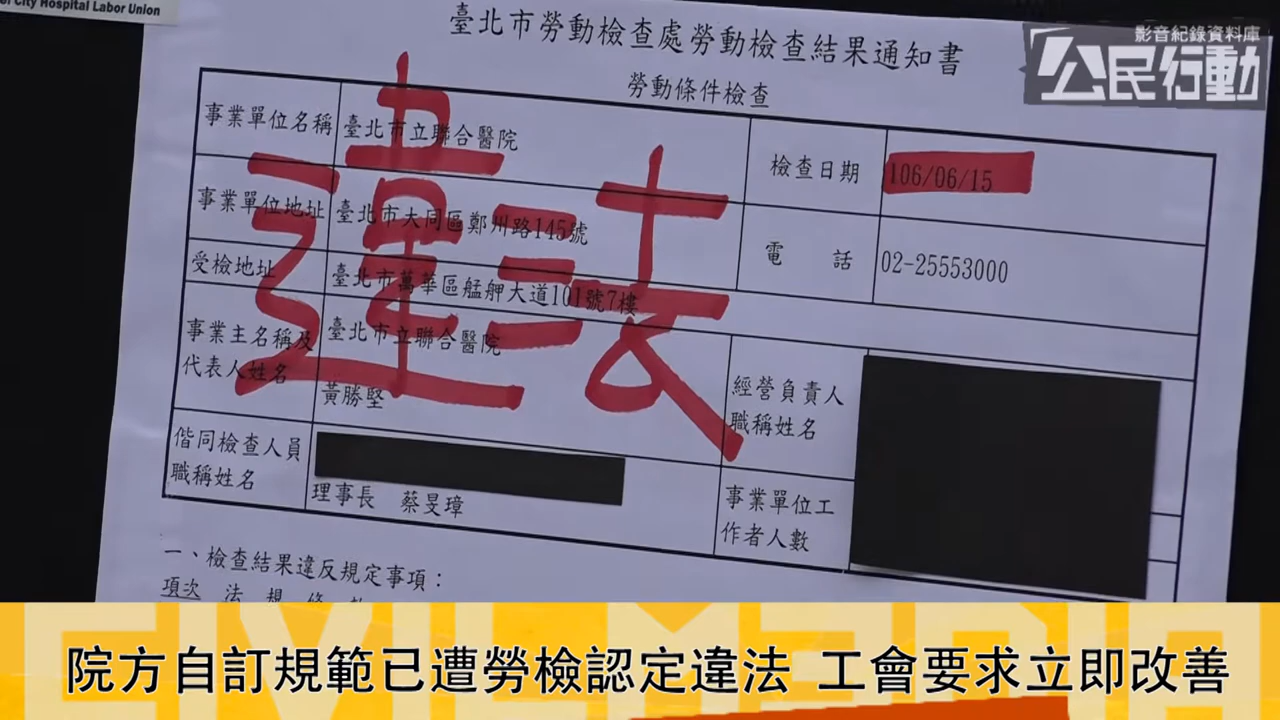 City Hospital Labor Union
影音紀錄資料庫
公民行動
臺北市勞動檢查處勞動檢查結果通知書
勞動條件檢查
事業單位名稱 臺北市立聯合醫院 檢查日期 106/06/15
事業單位地址 臺北市大同區鄭州路145號 電 話 02-25553000
受檢地址 臺北市萬華區艋舺大道101號7樓
事業主名稱及 臺北市立聯合醫院 經營負責人
代表人姓名 黃勝堅 職稱姓名
偕同檢查人員 事業單位工
職稱姓名 理事長 蔡旻璋 作者人數
違法
一、檢查結果違反規定事項：
項次 法 規 條 款
CIVIL MEDIA
院方自訂規範已遭勞檢認定違法 工會要求立即改善